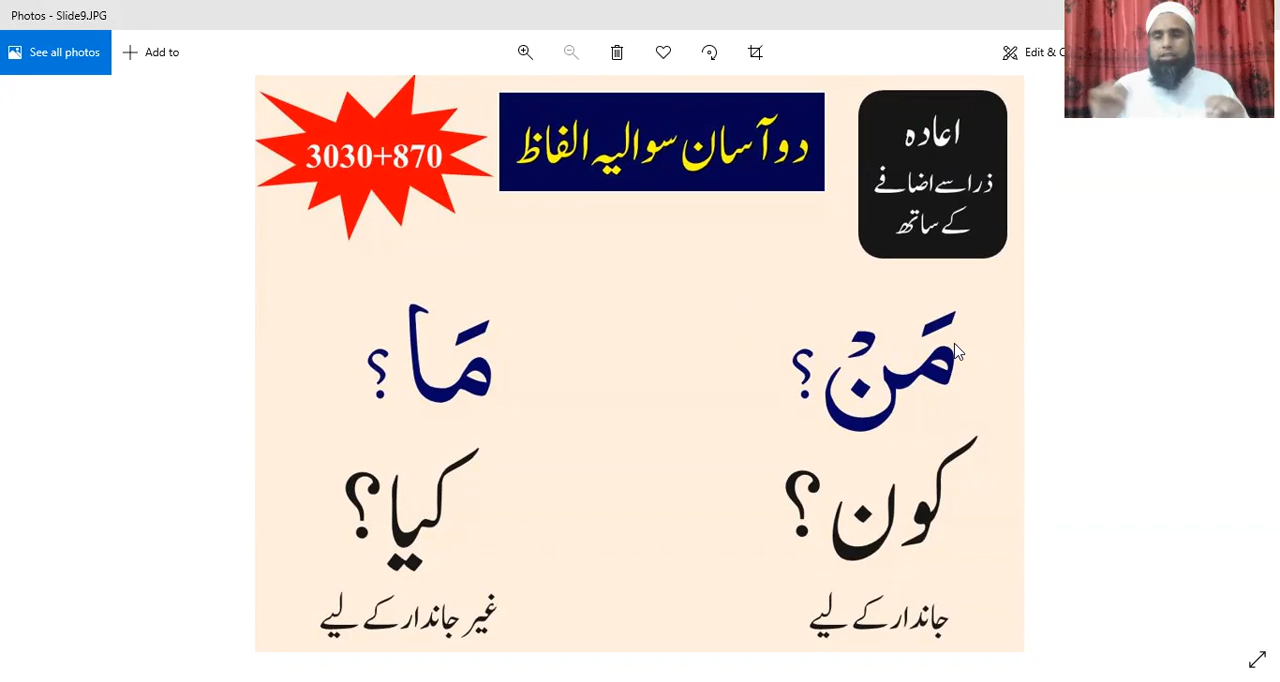 Photos - Slide9.JPG
See all photos
Add to
Edit & C
اعادہ
ذرا سے اضافے
کے ساتھ
دو آسان سوالیہ الفاظ
3030+870
مَنْ ؟
مَا ؟
کون ؟
کیا ؟
جاندار کے لیے
غیر جاندار کے لیے